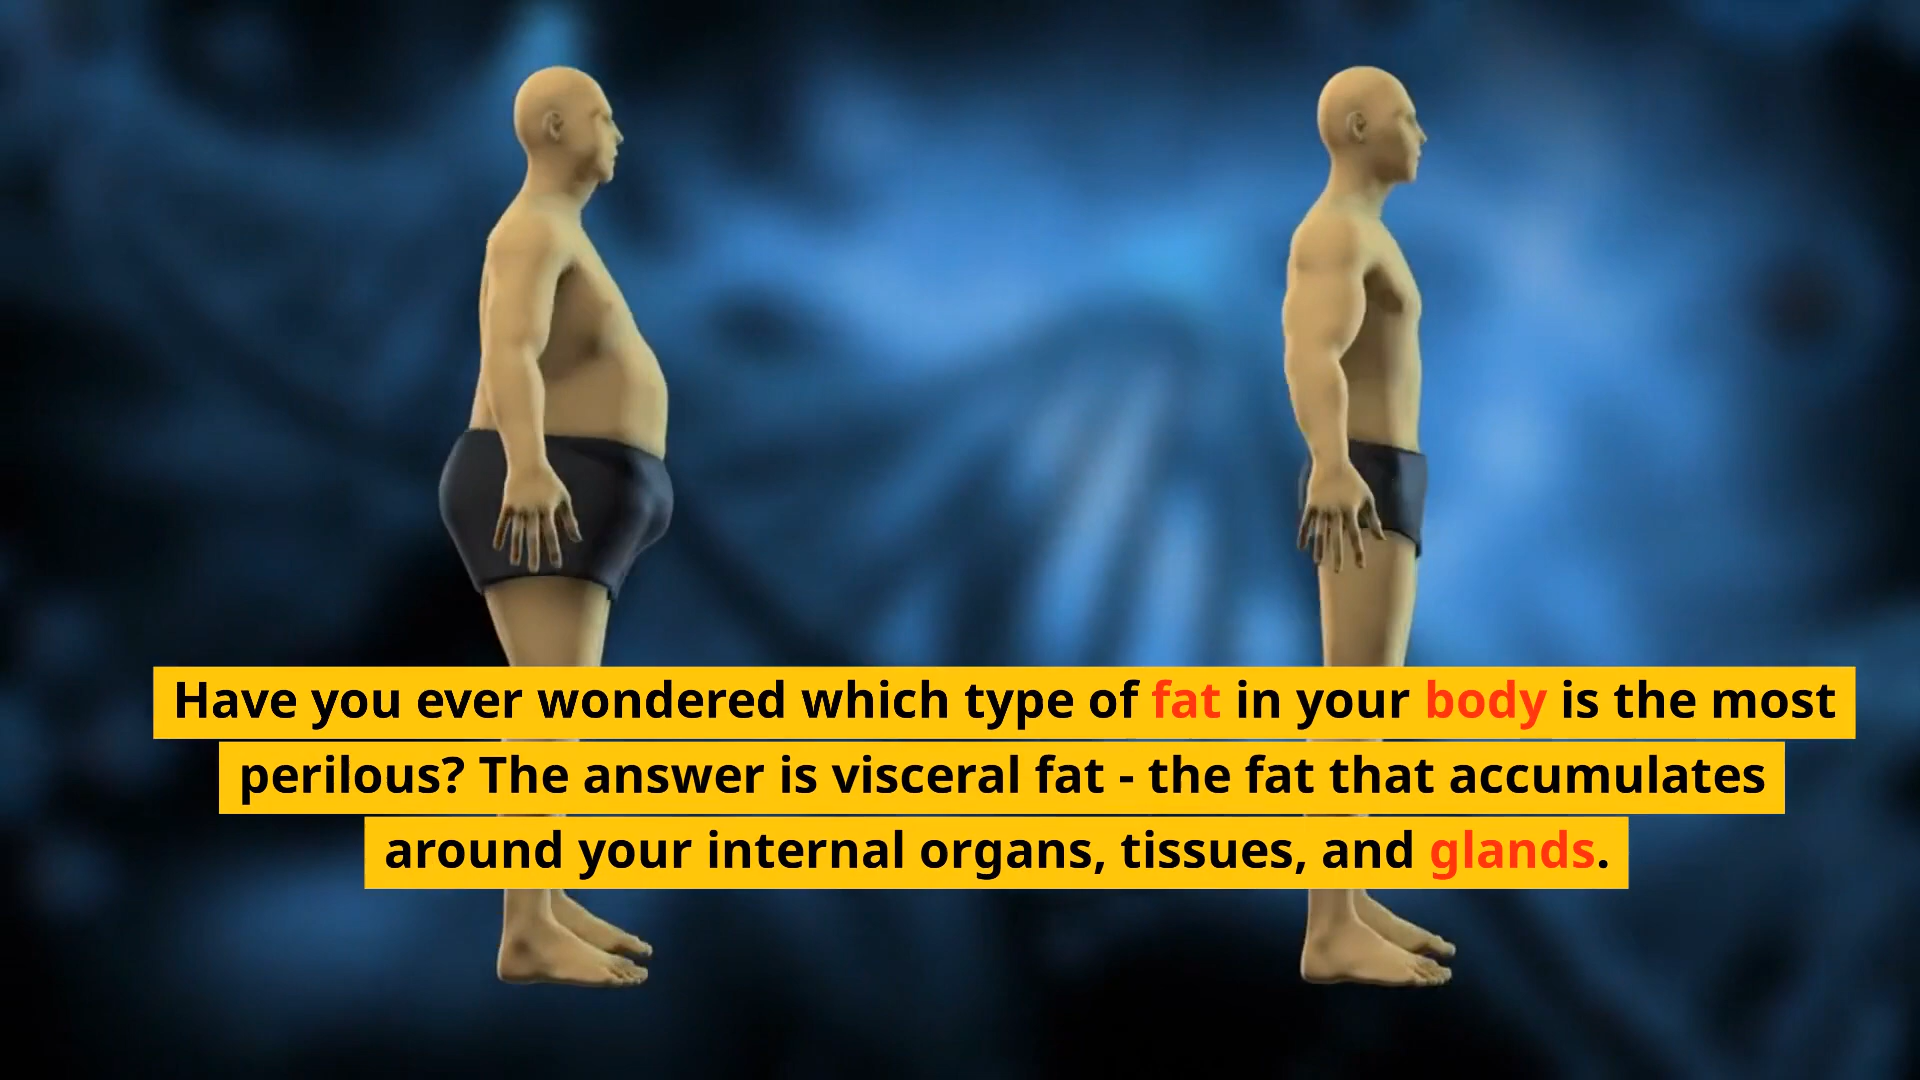 Have you ever wondered which type of fat in your body is the most
perilous? The answer is visceral fat - the fat that accumulates
around your internal organs, tissues, and glands.